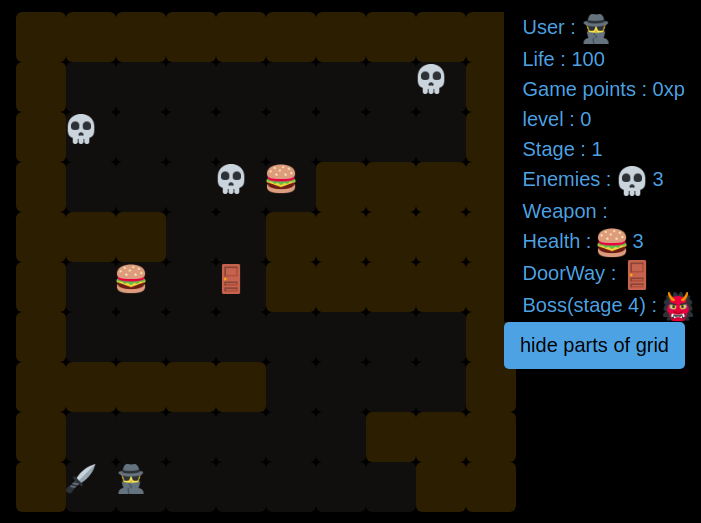 User :
Life : 100
Game points : 0xp
level : 0
Stage : 1
Enemies : 3
Weapon :
Health : 3
DoorWay :
Boss(stage 4) :
hide parts of grid